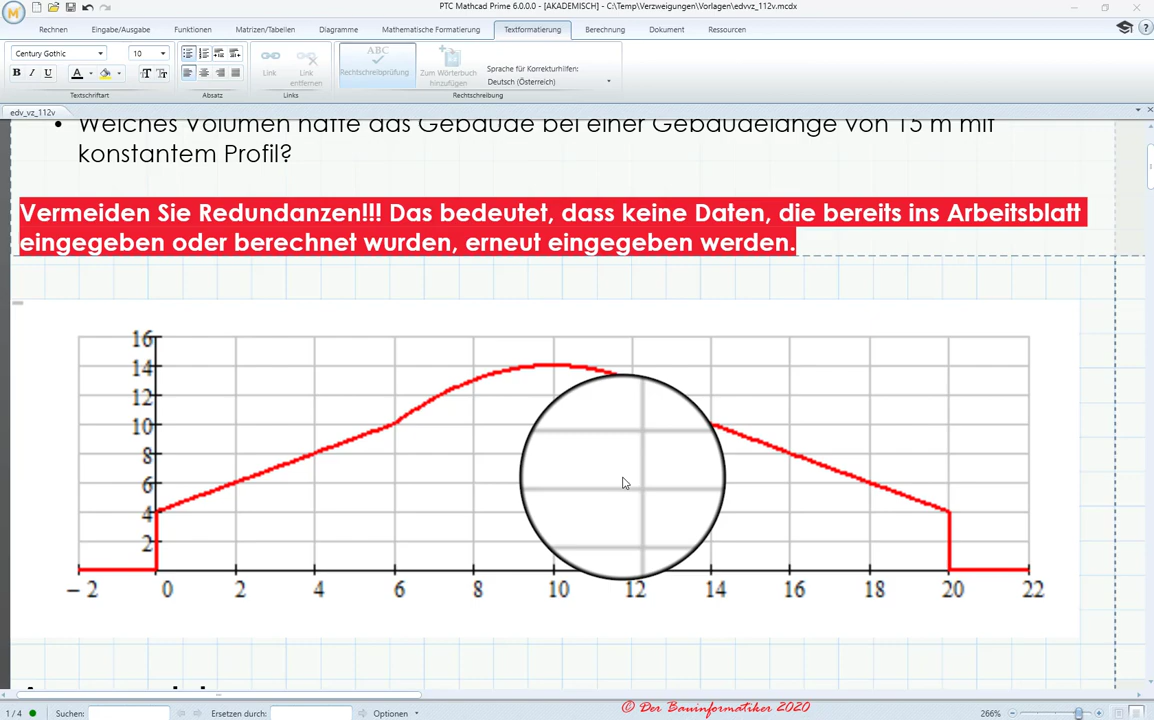 PTC Mathcad Prime 6.0.0.0 - [AKADEMISCH] - C:\Temp\Verzweigungen\Vorlagen\edvvz_112v.mcdx
Rechnen Eingabe/Ausgabe Funktionen Matrizen/Tabellen Diagramme Mathematische Formatierung Textformatierung Berechnung Dokument Ressourcen
Century Gothic 10
B I U A
ABC
Rechtschreibprüfung
Link
Link entfernen
Zum Wörterbuch hinzufügen
Sprache für Korrekturhilfen:
Deutsch (Österreich)
Textschriftart Absatz Links Rechtschreibung
edv_vz_112v
• Welches Volumen hätte das Gebäude bei einer Gebäudelänge von 15 m mit
konstantem Profil?
Vermeiden Sie Redundanzen!!! Das bedeutet, dass keine Daten, die bereits ins Arbeitsblatt
eingegeben oder berechnet wurden, erneut eingegeben werden.
16
14
12
10
8
6
4
2
−2 0 2 4 6 8 10 12 14 16 18 20 22
1 / 4 Suchen: Ersetzen durch: Optionen
© Der Bauinformatiker 2020
266%